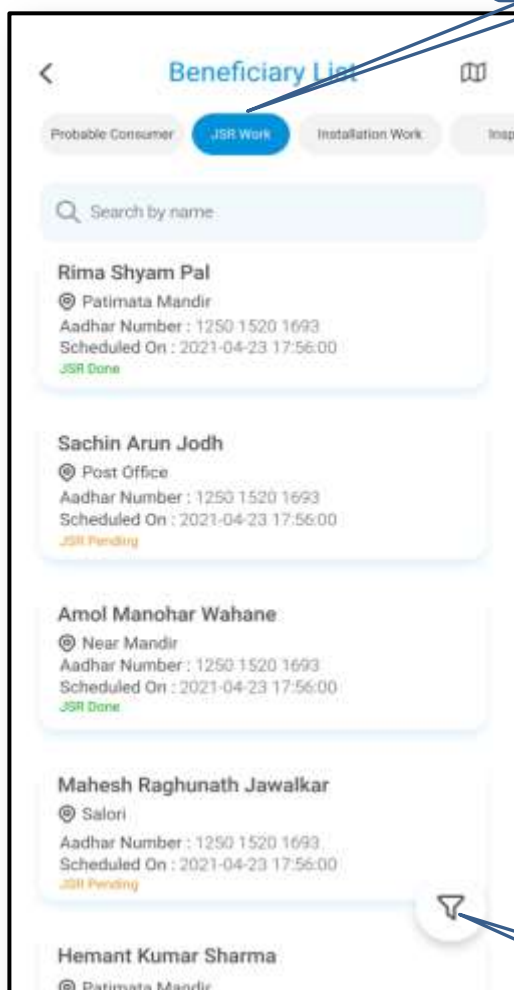 Beneficiary List
Probable Consumer JSR Work Installation Work Insp
Search by name
Rima Shyam Pal
Patimata Mandir
Aadhar Number : 1250 1520 1693
Scheduled On : 2021-04-23 17:56:00
JSR Done
Sachin Arun Jodh
Post Office
Aadhar Number : 1250 1520 1693
Scheduled On : 2021-04-23 17:56:00
JSR Pending
Amol Manohar Wahane
Near Mandir
Aadhar Number : 1250 1520 1693
Scheduled On : 2021-04-23 17:56:00
JSR Done
Mahesh Raghunath Jawalkar
Salori
Aadhar Number : 1250 1520 1693
Scheduled On : 2021-04-23 17:56:00
JSR Pending
Hemant Kumar Sharma
Patimata Mandir